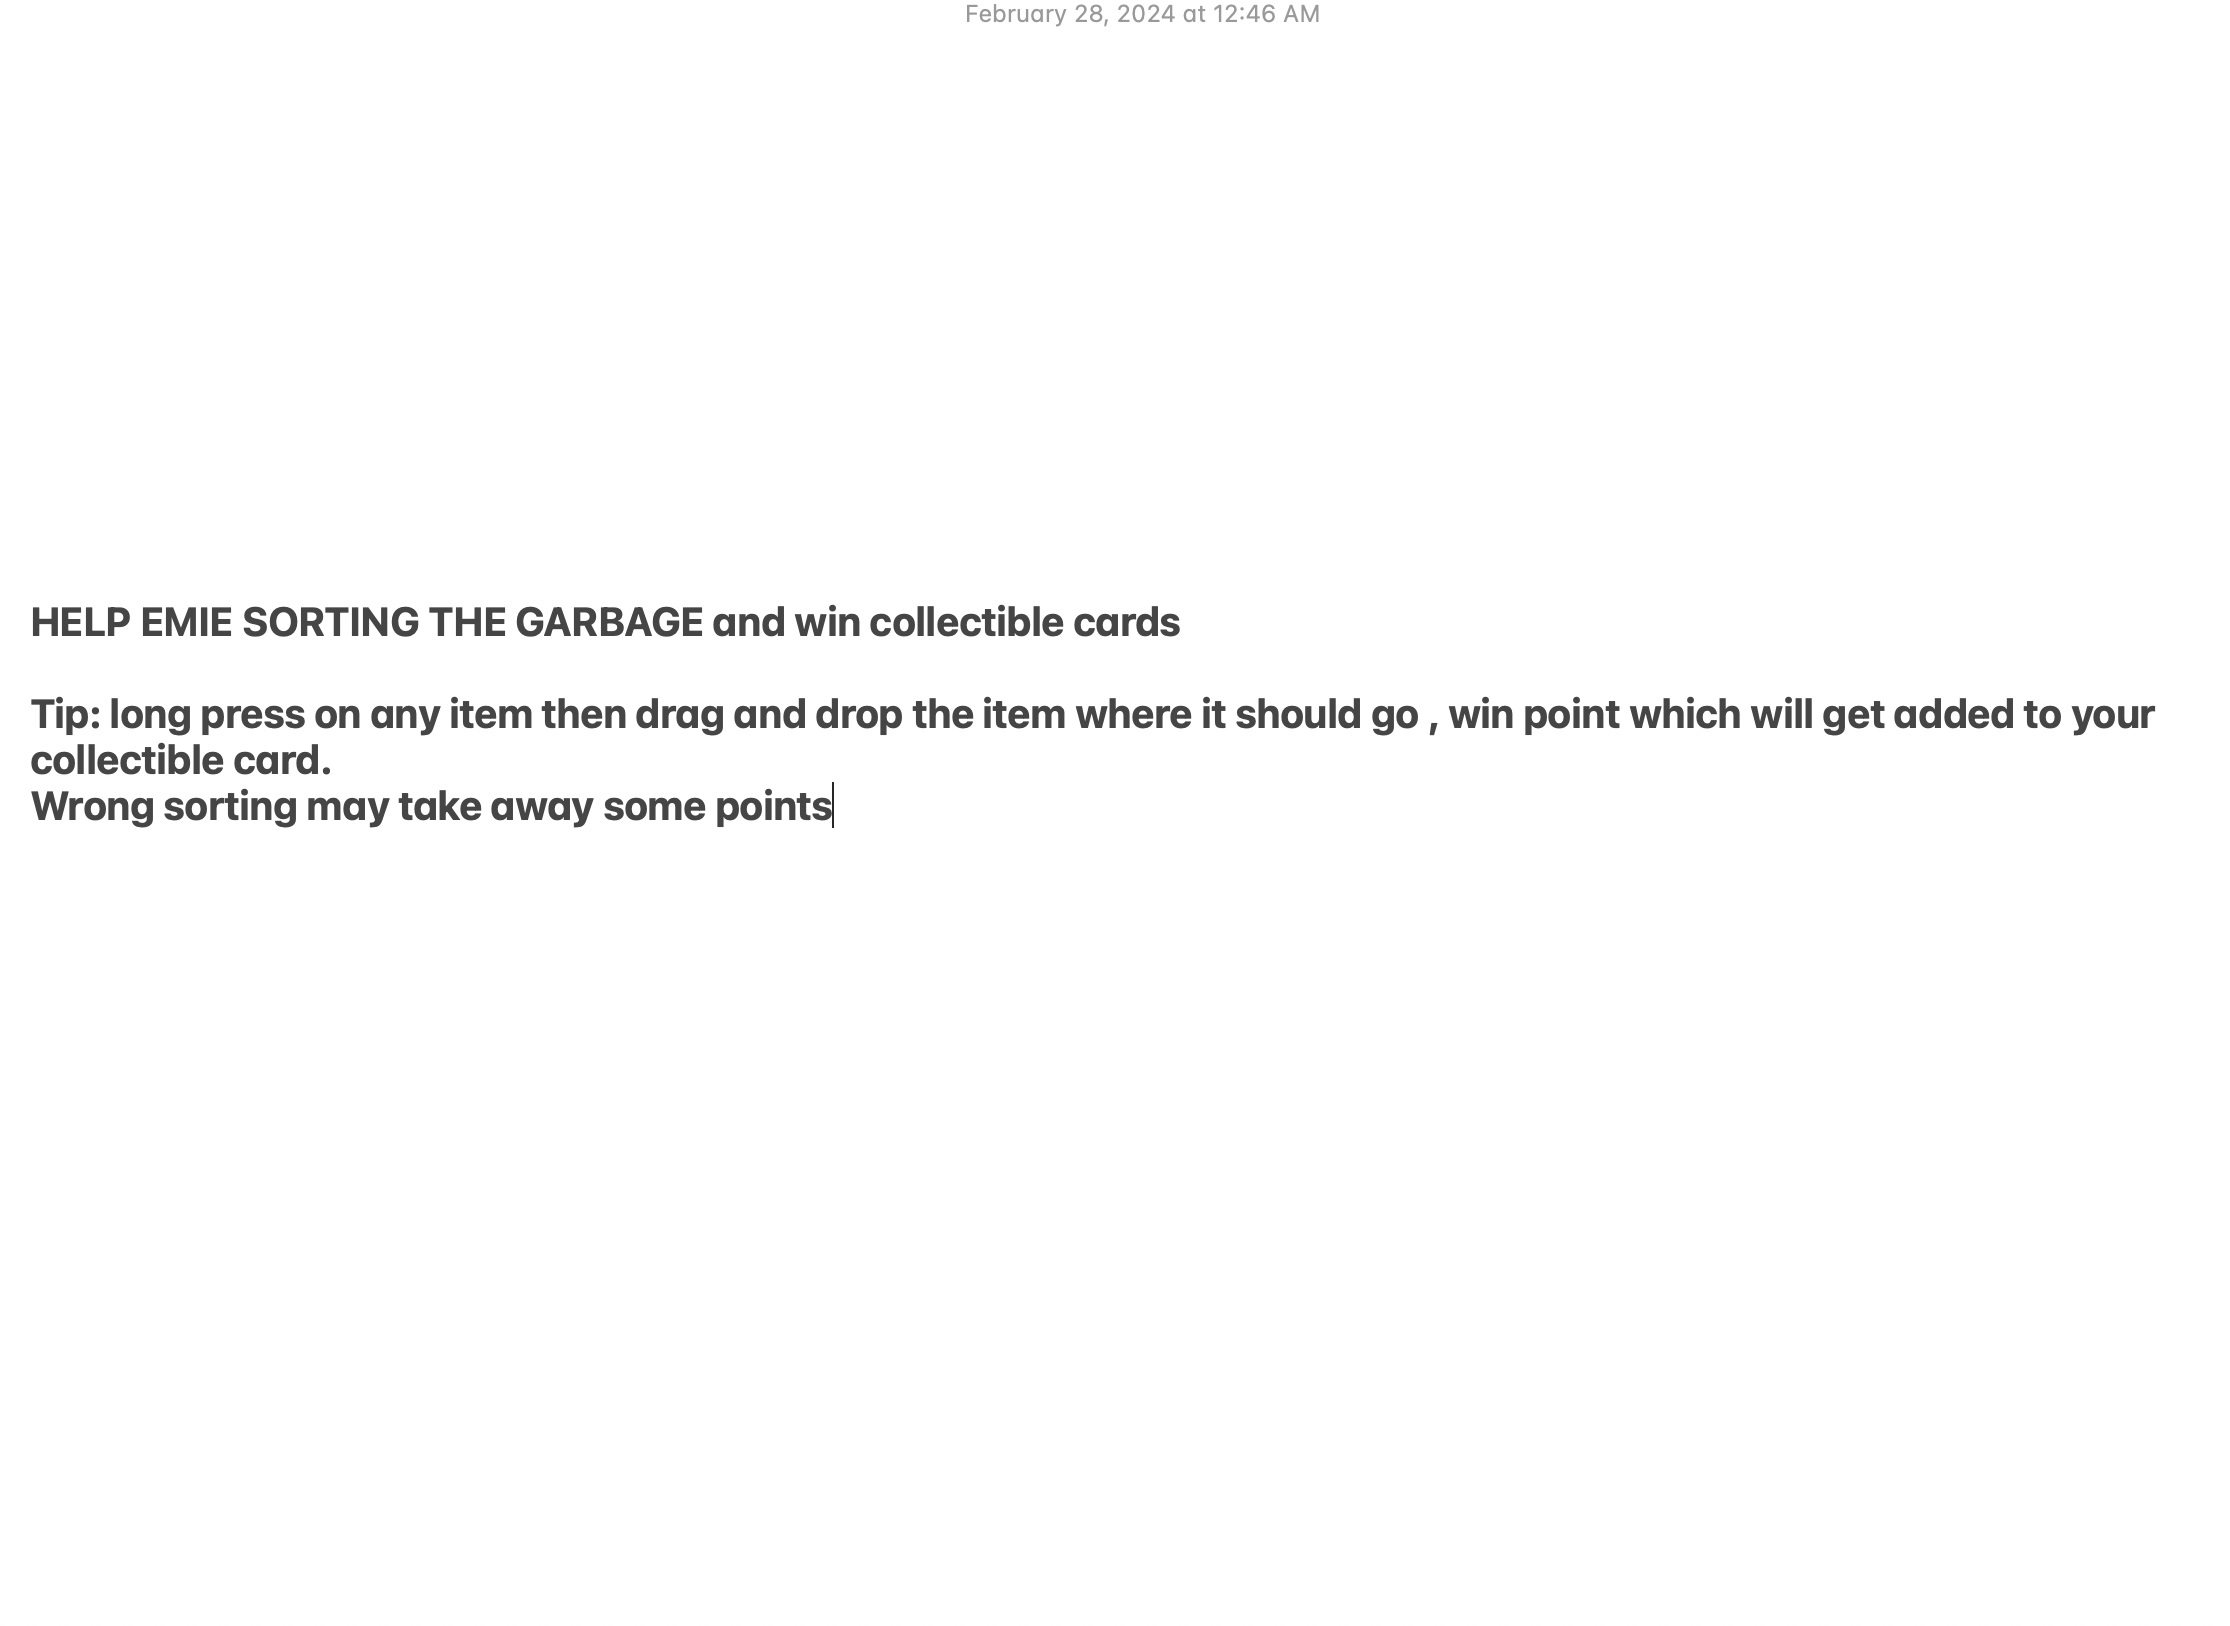 February 28, 2024 at 12:46 AM
HELP EMIE SORTING THE GARBAGE and win collectible cards
Tip: long press on any item then drag and drop the item where it should go , win point which will get added to your
collectible card.
Wrong sorting may take away some points